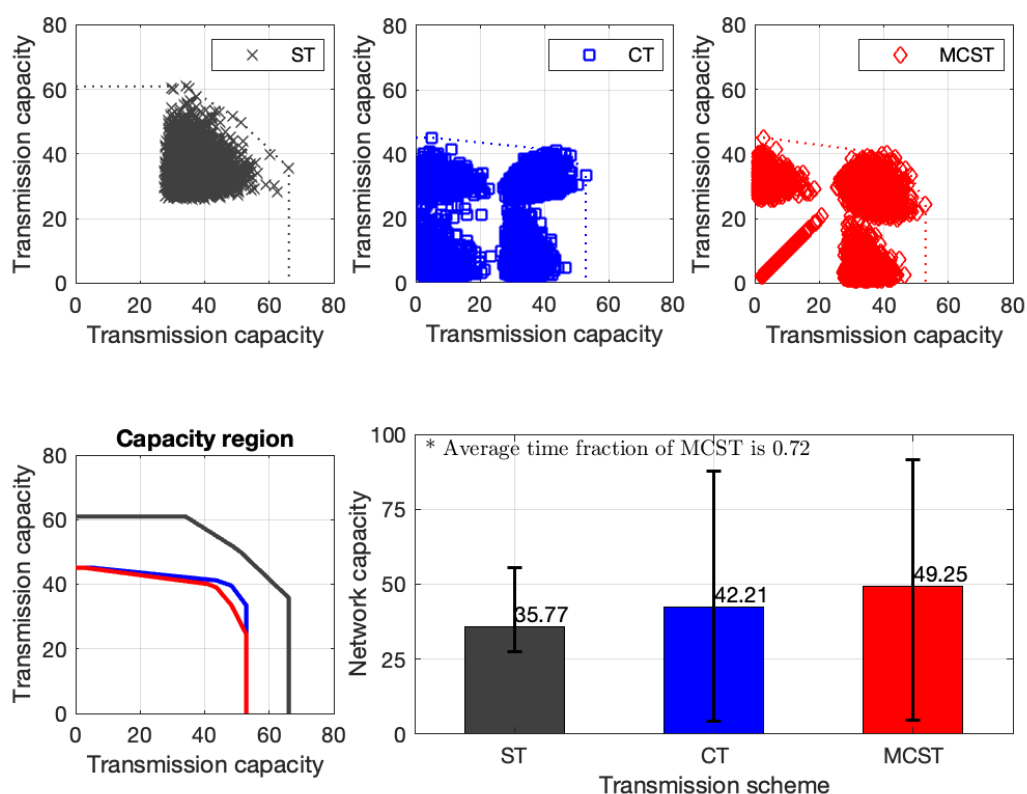 80
60
40
20
0
Transmission capacity
ST
0 20 40 60 80
Transmission capacity
80
60
40
20
0
Transmission capacity
CT
0 20 40 60 80
Transmission capacity
80
60
40
20
0
Transmission capacity
MCST
0 20 40 60 80
Transmission capacity
Capacity region
80
60
40
20
0
Transmission capacity
0 20 40 60 80
Transmission capacity
100
75
50
25
0
Network capacity
* Average time fraction of MCST is 0.72
35.77
42.21
49.25
ST CT MCST
Transmission scheme